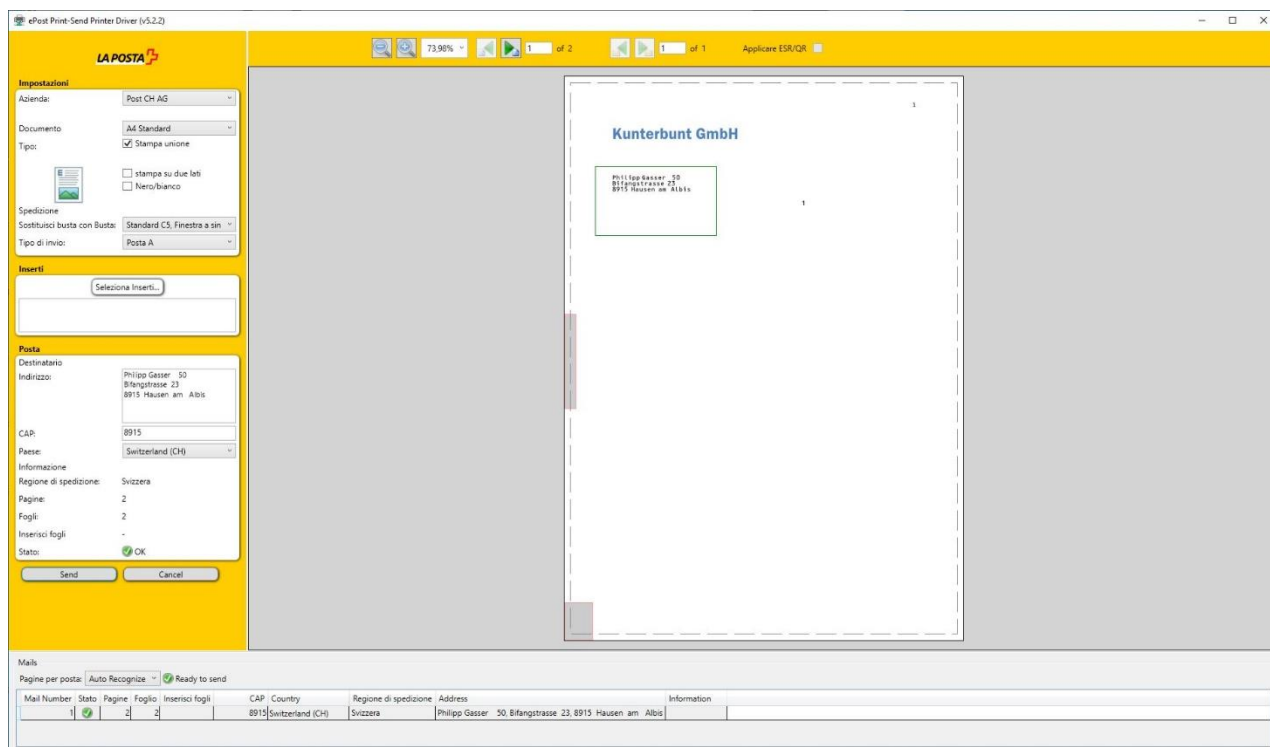 ePost Print-Send Printer Driver (v5.2.2)
LA POSTA
73,98%
1 of 2
1 of 1
Applicare ESR/QR
Impostazioni
Azienda: Post CH AG
Documento A4 Standard
Tipo: Stampa unione
stampa su due lati
Nero/bianco
Spedizione
Sostituisci busta con Busta: Standard C5, Finestra a sin
Tipo di invio: Posta A
Inserti
Seleziona Inserti...
Posta
Destinatario
Indirizzo: Philipp Gasser 50
Bifangstrasse 23
8915 Hausen am Albis
CAP: 8915
Paese: Switzerland (CH)
Informazione
Regione di spedizione: Svizzera
Pagine: 2
Fogli: 2
Inserisci fogli -
Stato: OK
Send Cancel
1
Kunterbunt GmbH
Philipp Gasser 50
Bifangstrasse 23
8915 Hausen am Albis
1
Mails
Pagine per posta: Auto Recognize Ready to send
Mail Number Stato Pagine Foglio Inserisci fogli CAP Country Regione di spedizione Address Information
1 2 2 8915 Switzerland (CH) Svizzera Philipp Gasser 50, Bifangstrasse 23, 8915 Hausen am Albis